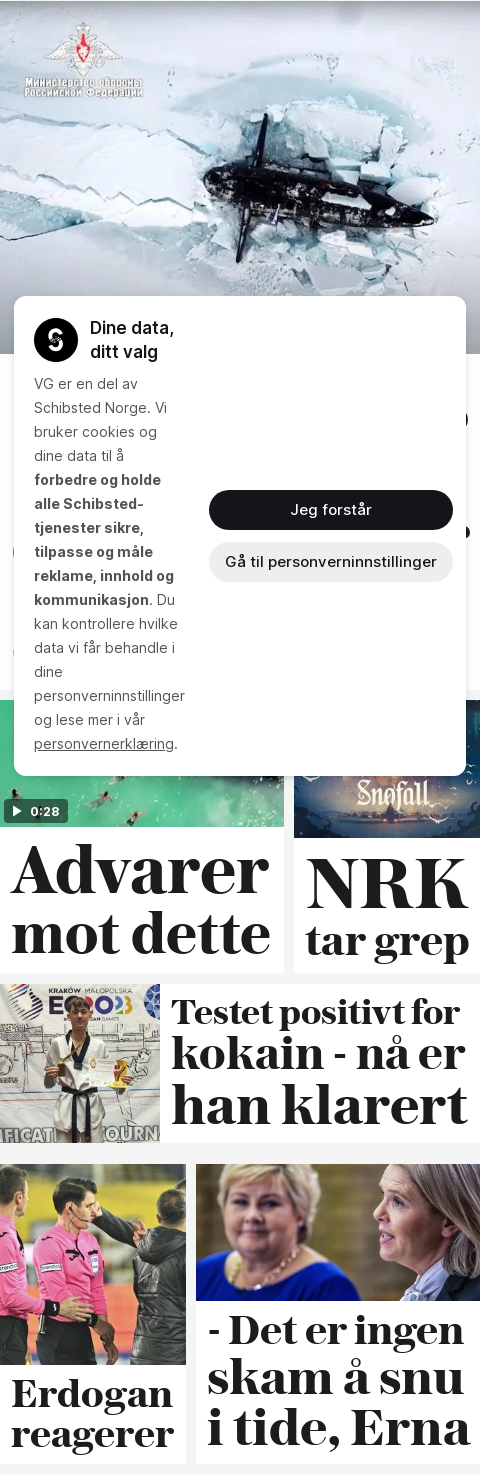 Министерство обороны
Российской Федерации
Dine data,
ditt valg
VG er en del av
Schibsted Norge. Vi
bruker cookies og
dine data til å
forbedre og holde
alle Schibsted-
tjenester sikre,
tilpasse og måle
reklame, innhold og
kommunikasjon. Du
kan kontrollere hvilke
data vi får behandle i
dine
personverninnstillinger
og lese mer i vår
personvernerklæring.
Jeg forstår
Gå til personverninnstillinger
0:28
Snøfall
Advarer
mot dette
NRK
tar grep
KRAKÓW MAŁOPOLSKA
Testet positivt for
kokain - nå er
han klarert
Erdogan
reagerer
- Det er ingen
skam å snu
i tide, Erna